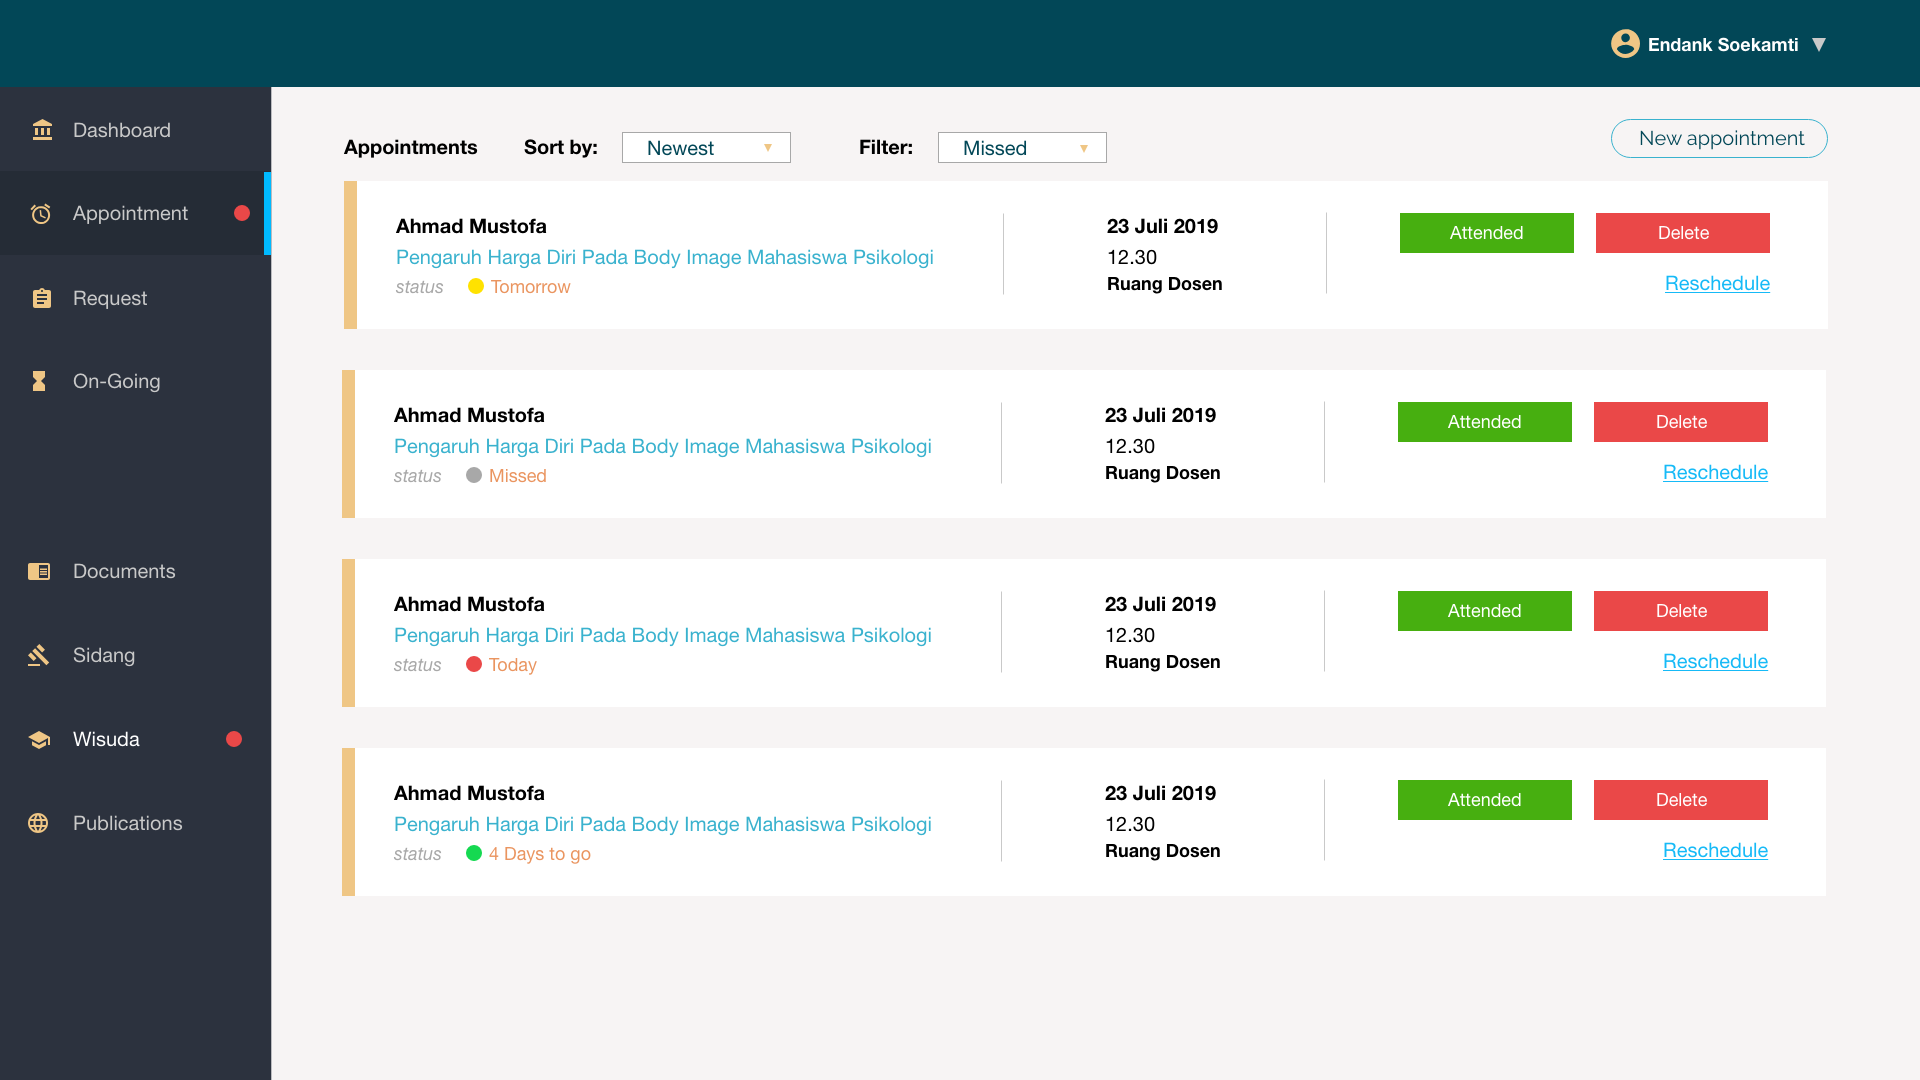 Endank Soekamti
Dashboard
Appointment
Request
On-Going
Documents
Sidang
Wisuda
Publications
Appointments Sort by: Newest Filter: Missed New appointment
Ahmad Mustofa
Pengaruh Harga Diri Pada Body Image Mahasiswa Psikologi
status Tomorrow
23 Juli 2019
12.30
Ruang Dosen
Attended Delete
Reschedule
Ahmad Mustofa
Pengaruh Harga Diri Pada Body Image Mahasiswa Psikologi
status Missed
23 Juli 2019
12.30
Ruang Dosen
Attended Delete
Reschedule
Ahmad Mustofa
Pengaruh Harga Diri Pada Body Image Mahasiswa Psikologi
status Today
23 Juli 2019
12.30
Ruang Dosen
Attended Delete
Reschedule
Ahmad Mustofa
Pengaruh Harga Diri Pada Body Image Mahasiswa Psikologi
status 4 Days to go
23 Juli 2019
12.30
Ruang Dosen
Attended Delete
Reschedule